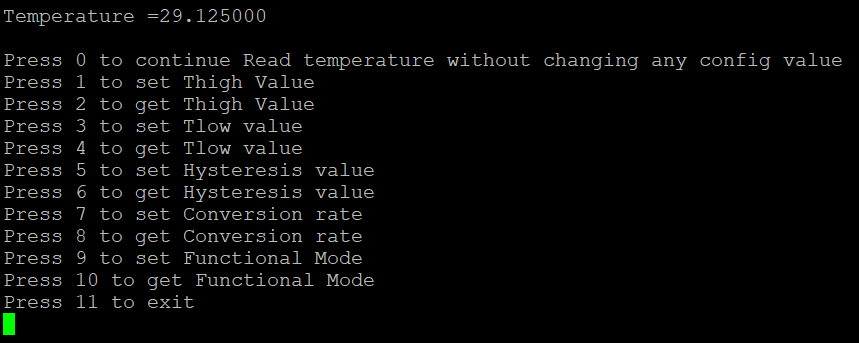 Temperature =29.125000
Press 0 to continue Read temperature without changing any config value
Press 1 to set Thigh Value
Press 2 to get Thigh Value
Press 3 to set Tlow value
Press 4 to get Tlow value
Press 5 to set Hysteresis value
Press 6 to get Hysteresis value
Press 7 to set Conversion rate
Press 8 to get Conversion rate
Press 9 to set Functional Mode
Press 10 to get Functional Mode
Press 11 to exit